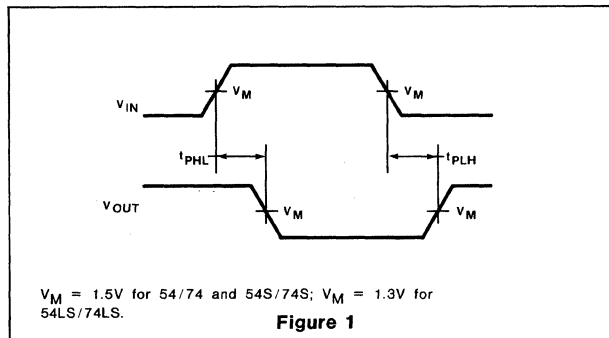 VIN
VM
VM
tPHL
tPLH
VOUT
VM
VM
VM = 1.5V for 54/74 and 54S/74S; VM = 1.3V for
54LS/74LS.
Figure 1